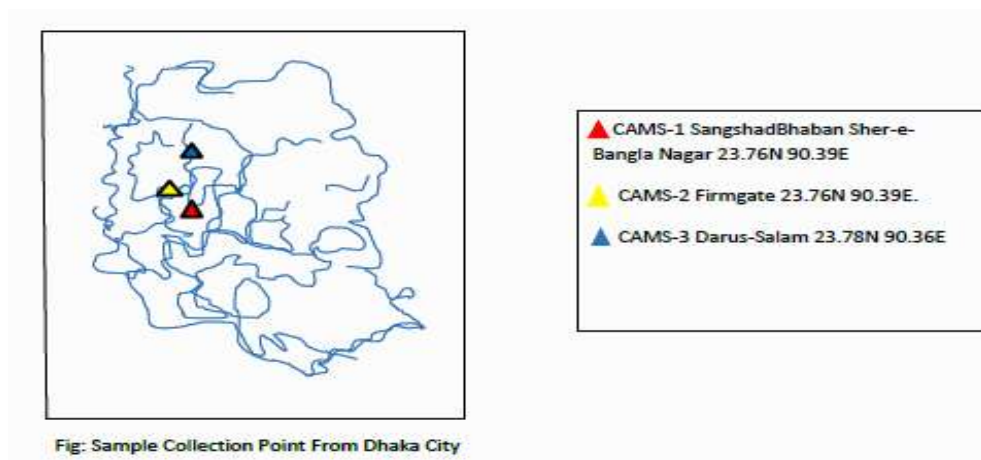 CAMS-1 SangshadBhaban Sher-e-
Bangla Nagar 23.76N 90.39E
CAMS-2 Firmgate 23.76N 90.39E.
CAMS-3 Darus-Salam 23.78N 90.36E
Fig: Sample Collection Point From Dhaka City